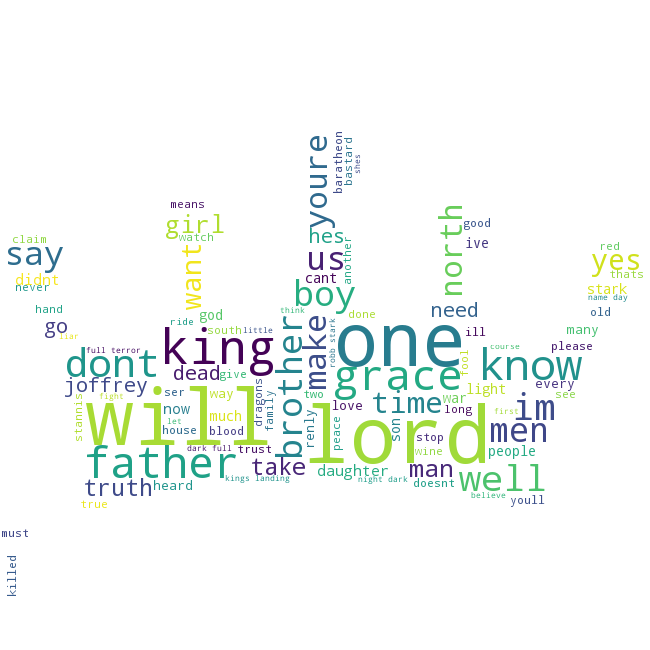 youre
baratheon
bastard
shes
means
girl
watch
north
good
ive
claim
say
didnt
never
hes
us
another
cant
want
red
yes
thats
stark
name day
hand
go
god
boy
need
old
ride
south
little
think
done
many
liar
king
brother
make
robb stark
one
ill
please
full terror
dont
dead
give
grace
fool
course
know
joffrey
ser
way
dragons
family
two
love
time
war
light
every
see
stannis
fight
will
now
let
house
much
blood
renly
peace
lord
son
long
first
im
men
stop
father
dark full
trust
wine
people
truth
heard
take
kings landing
daughter
night dark
man
doesnt
well
believe
youll
true
must
killed